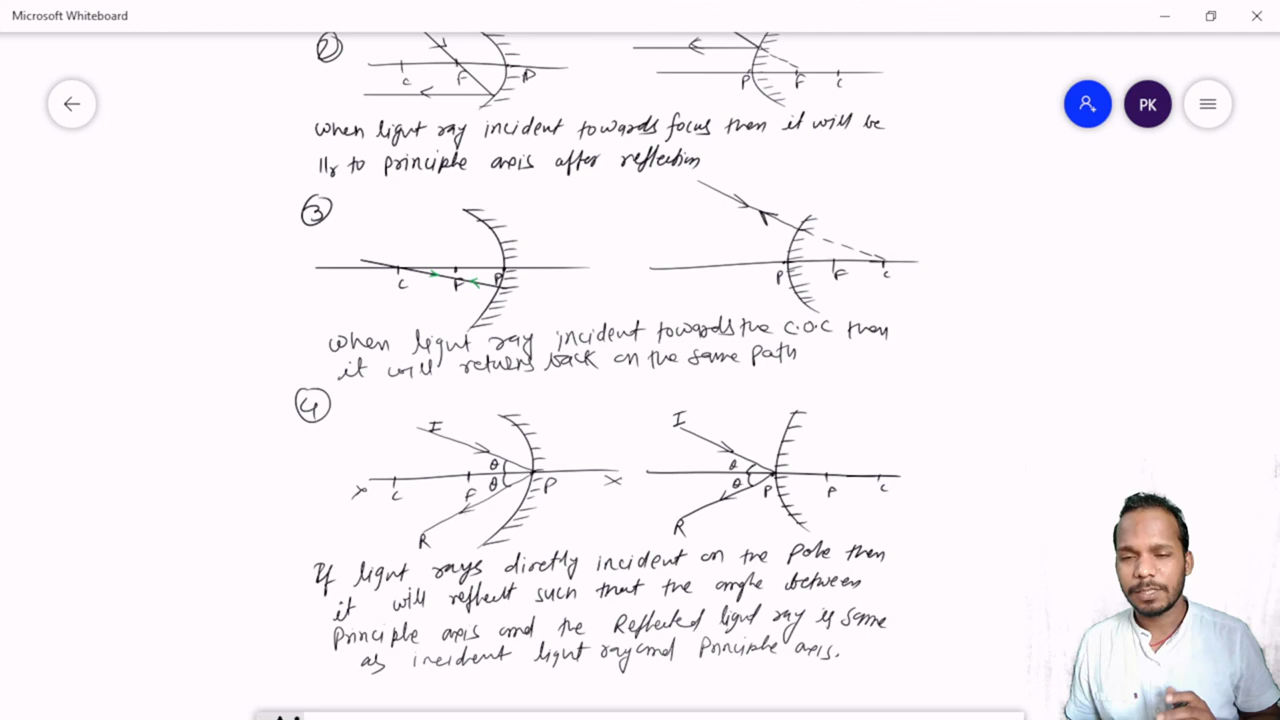 Microsoft Whiteboard
PK
2
C F P
P F C
When light ray incident towards focus then it will be
11r to principle axis after reflection
3
C F P
P F C
When light ray incident towards the C.O.C then
it will returns back on the same path
4
I θ θ X C F P X R
I θ θ P P C R
If light rays directly incident on the pole then
it will reflect such that the angle between
Principle axis and the Reflected light ray is same
as incident light ray and Principle axis.